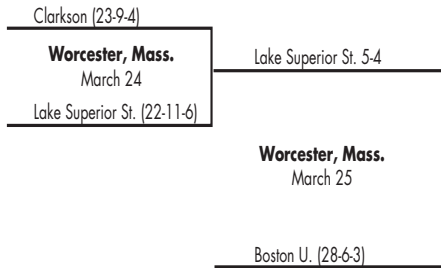 Clarkson (23-9-4)
Worcester, Mass.
March 24
Lake Superior St. (22-11-6)
Lake Superior St. 5-4
Worcester, Mass.
March 25
Boston U. (28-6-3)